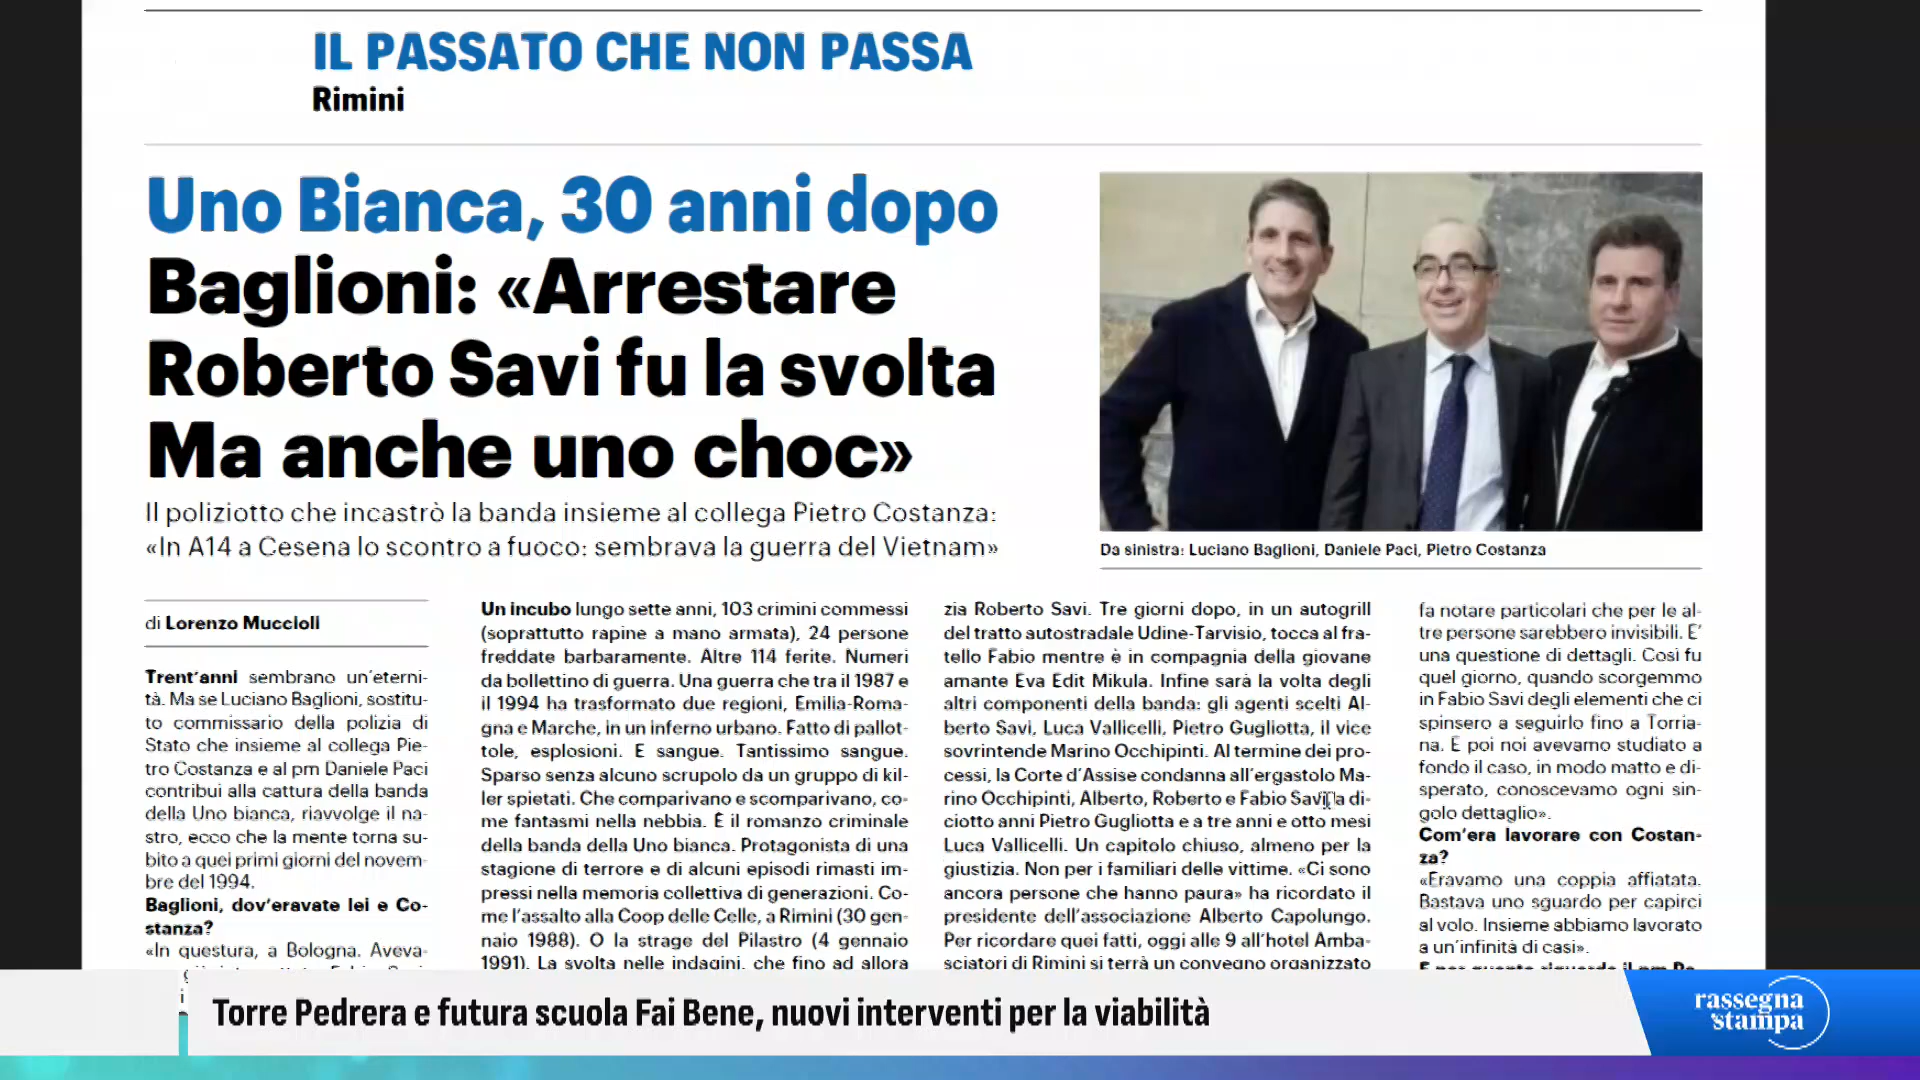 IL PASSATO CHE NON PASSA
Rimini
Uno Bianca, 30 anni dopo
Baglioni: «Arrestare
Roberto Savi fu la svolta
Ma anche uno choc»
Il poliziotto che incastrò la banda insieme al collega Pietro Costanza:
«In A14 a Cesena lo scontro a fuoco: sembrava la guerra del Vietnam»
Da sinistra: Luciano Baglioni, Daniele Paci, Pietro Costanza
di Lorenzo Muccioli
Trent'anni sembrano un'eterni-
tà. Ma se Luciano Baglioni, sostitu-
to commissario della polizia di
Stato che insieme al collega Pie-
tro Costanza e al pm Daniele Paci
contribuì alla cattura della banda
della Uno bianca, riavvolge il na-
stro, ecco che la mente torna su-
bito a quei primi giorni del novem-
bre del 1994.
Baglioni, dov'eravate lei e Co-
stanza?
«In questura, a Bologna. Aveva-
Un incubo lungo sette anni, 103 crimini commessi
(soprattutto rapine a mano armata), 24 persone
freddate barbaramente. Altre 114 ferite. Numeri
da bollettino di guerra. Una guerra che tra il 1987 e
il 1994 ha trasformato due regioni, Emilia-Roma-
gna e Marche, in un inferno urbano. Fatto di pallot-
tole, esplosioni. E sangue. Tantissimo sangue.
Sparso senza alcuno scrupolo da un gruppo di kil-
ler spietati. Che comparivano e scomparivano, co-
me fantasmi nella nebbia. È il romanzo criminale
della banda della Uno bianca. Protagonista di una
stagione di terrore e di alcuni episodi rimasti im-
pressi nella memoria collettiva di generazioni. Co-
me l'assalto alla Coop delle Celle, a Rimini (30 gen-
naio 1988). O la strage del Pilastro (4 gennaio
1991). La svolta nelle indagini, che fino ad allora
zia Roberto Savi. Tre giorni dopo, in un autogrill
del tratto autostradale Udine-Tarvisio, tocca al fra-
tello Fabio mentre è in compagnia della giovane
amante Eva Edit Mikula. Infine sarà la volta degli
altri componenti della banda: gli agenti scelti Al-
berto Savi, Luca Vallicelli, Pietro Gugliotta, il vice
sovrintende Marino Occhipinti. Al termine dei pro-
cessi, la Corte d'Assise condanna all'ergastolo Ma-
rino Occhipinti, Alberto, Roberto e Fabio Savi, a di-
ciotto anni Pietro Gugliotta e a tre anni e otto mesi
Luca Vallicelli. Un capitolo chiuso, almeno per la
giustizia. Non per i familiari delle vittime. «Ci sono
ancora persone che hanno paura» ha ricordato il
presidente dell'associazione Alberto Capolungo.
Per ricordare quei fatti, oggi alle 9 all'hotel Amba-
sciatori di Rimini si terrà un convegno organizzato
fa notare particolari che per le al-
tre persone sarebbero invisibili. E'
una questione di dettagli. Così fu
quel giorno, quando scorgemmo
in Fabio Savi degli elementi che ci
spinsero a seguirlo fino a Torria-
na. E poi noi avevamo studiato a
fondo il caso, in modo matto e di-
sperato, conoscevamo ogni sin-
golo dettaglio».
Com'era lavorare con Costan-
za?
«Eravamo una coppia affiatata.
Bastava uno sguardo per capirci
al volo. Insieme abbiamo lavorato
a un'infinità di casi».
Torre Pedrera e futura scuola Fai Bene, nuovi interventi per la viabilità
rassegna
stampa